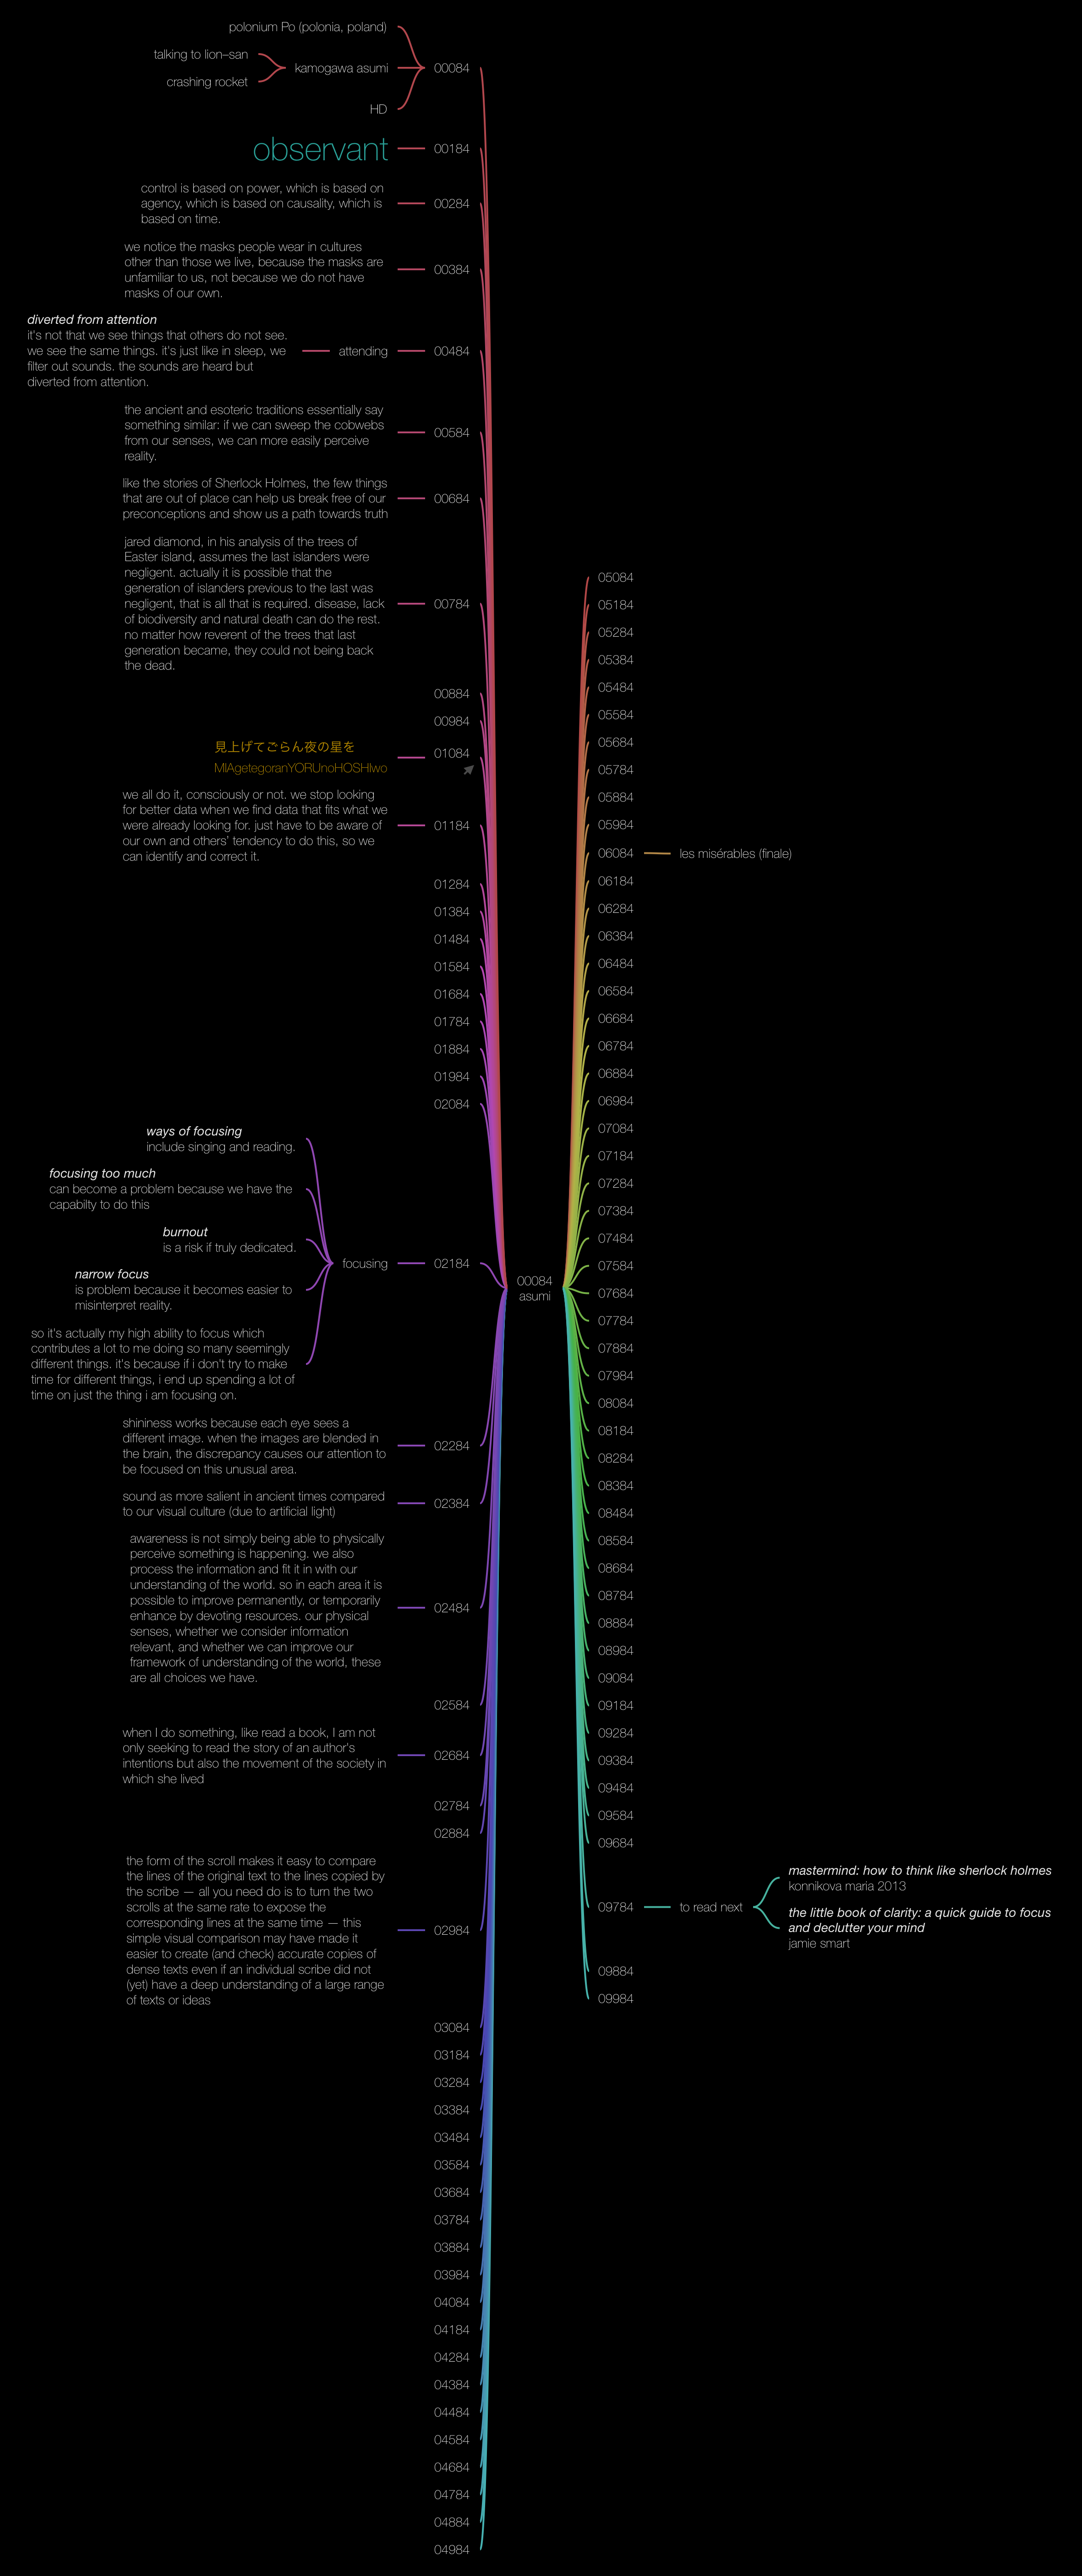 polonium Po (polonia, poland)
talking to lion–san
crashing rocket
kamogawa asumi
HD
00084
observant
00184
control is based on power, which is based on
agency, which is based on causality, which is
based on time.
00284
we notice the masks people wear in cultures
other than those we live, because the masks are
unfamiliar to us, not because we do not have
masks of our own.
00384
diverted from attention
it's not that we see things that others do not see.
we see the same things. it's just like in sleep, we
filter out sounds. the sounds are heard but
diverted from attention.
attending
00484
the ancient and esoteric traditions essentially say
something similar: if we can sweep the cobwebs
from our senses, we can more easily perceive
reality.
00584
like the stories of Sherlock Holmes, the few things
that are out of place can help us break free of our
preconceptions and show us a path towards truth
00684
jared diamond, in his analysis of the trees of
Easter island, assumes the last islanders were
negligent. actually it is possible that the
generation of islanders previous to the last was
negligent, that is all that is required. disease, lack
of biodiversity and natural death can do the rest.
no matter how reverent of the trees that last
generation became, they could not being back
the dead.
00784
00884
00984
見上げてごらん夜の星を
MIAgetegoranYORUnoHOSHIwo
01084
we all do it, consciously or not. we stop looking
for better data when we find data that fits what we
were already looking for. just have to be aware of
our own and others' tendency to do this, so we
can identify and correct it.
01184
01284
01384
01484
01584
01684
01784
01884
01984
02084
ways of focusing
include singing and reading.
focusing too much
can become a problem because we have the
capabilty to do this
burnout
is a risk if truly dedicated.
narrow focus
is problem because it becomes easier to
misinterpret reality.
so it's actually my high ability to focus which
contributes a lot to me doing so many seemingly
different things. it's because if i don't try to make
time for different things, i end up spending a lot of
time on just the thing i am focusing on.
focusing
02184
shininess works because each eye sees a
different image. when the images are blended in
the brain, the discrepancy causes our attention to
be focused on this unusual area.
02284
sound as more salient in ancient times compared
to our visual culture (due to artificial light)
02384
awareness is not simply being able to physically
perceive something is happening. we also
process the information and fit it in with our
understanding of the world. so in each area it is
possible to improve permanently, or temporarily
enhance by devoting resources. our physical
senses, whether we consider information
relevant, and whether we can improve our
framework of understanding of the world, these
are all choices we have.
02484
02584
when I do something, like read a book, I am not
only seeking to read the story of an author's
intentions but also the movement of the society in
which she lived
02684
02784
02884
the form of the scroll makes it easy to compare
the lines of the original text to the lines copied by
the scribe — all you need do is to turn the two
scrolls at the same rate to expose the
corresponding lines at the same time — this
simple visual comparison may have made it
easier to create (and check) accurate copies of
dense texts even if an individual scribe did not
(yet) have a deep understanding of a large range
of texts or ideas
02984
03084
03184
03284
03384
03484
03584
03684
03784
03884
03984
04084
04184
04284
04384
04484
04584
04684
04784
04884
04984
00084
asumi
05084
05184
05284
05384
05484
05584
05684
05784
05884
05984
06084
les misérables (finale)
06184
06284
06384
06484
06584
06684
06784
06884
06984
07084
07184
07284
07384
07484
07584
07684
07784
07884
07984
08084
08184
08284
08384
08484
08584
08684
08784
08884
08984
09084
09184
09284
09384
09484
09584
09684
09784
to read next
mastermind: how to think like sherlock holmes
konnikova maria 2013
the little book of clarity: a quick guide to focus
and declutter your mind
jamie smart
09884
09984